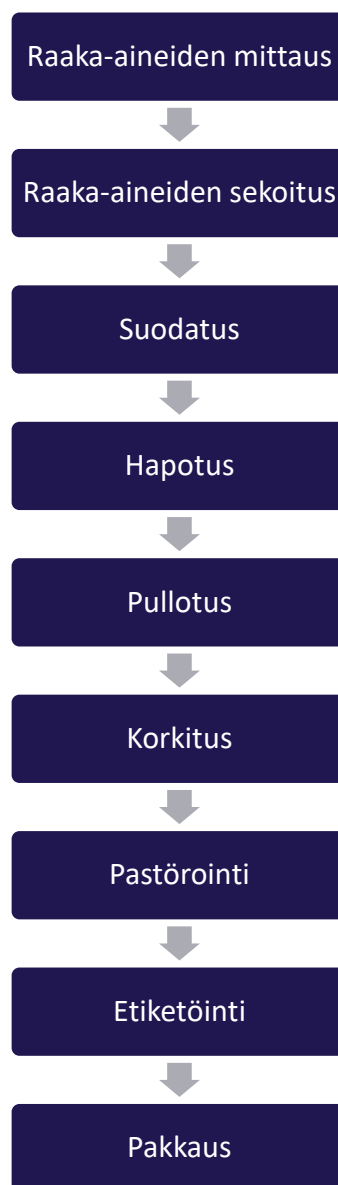 Raaka-aineiden mittaus
Raaka-aineiden sekoitus
Suodatus
Hapotus
Pullotus
Korkitus
Pastörointi
Etiketöinti
Pakkaus